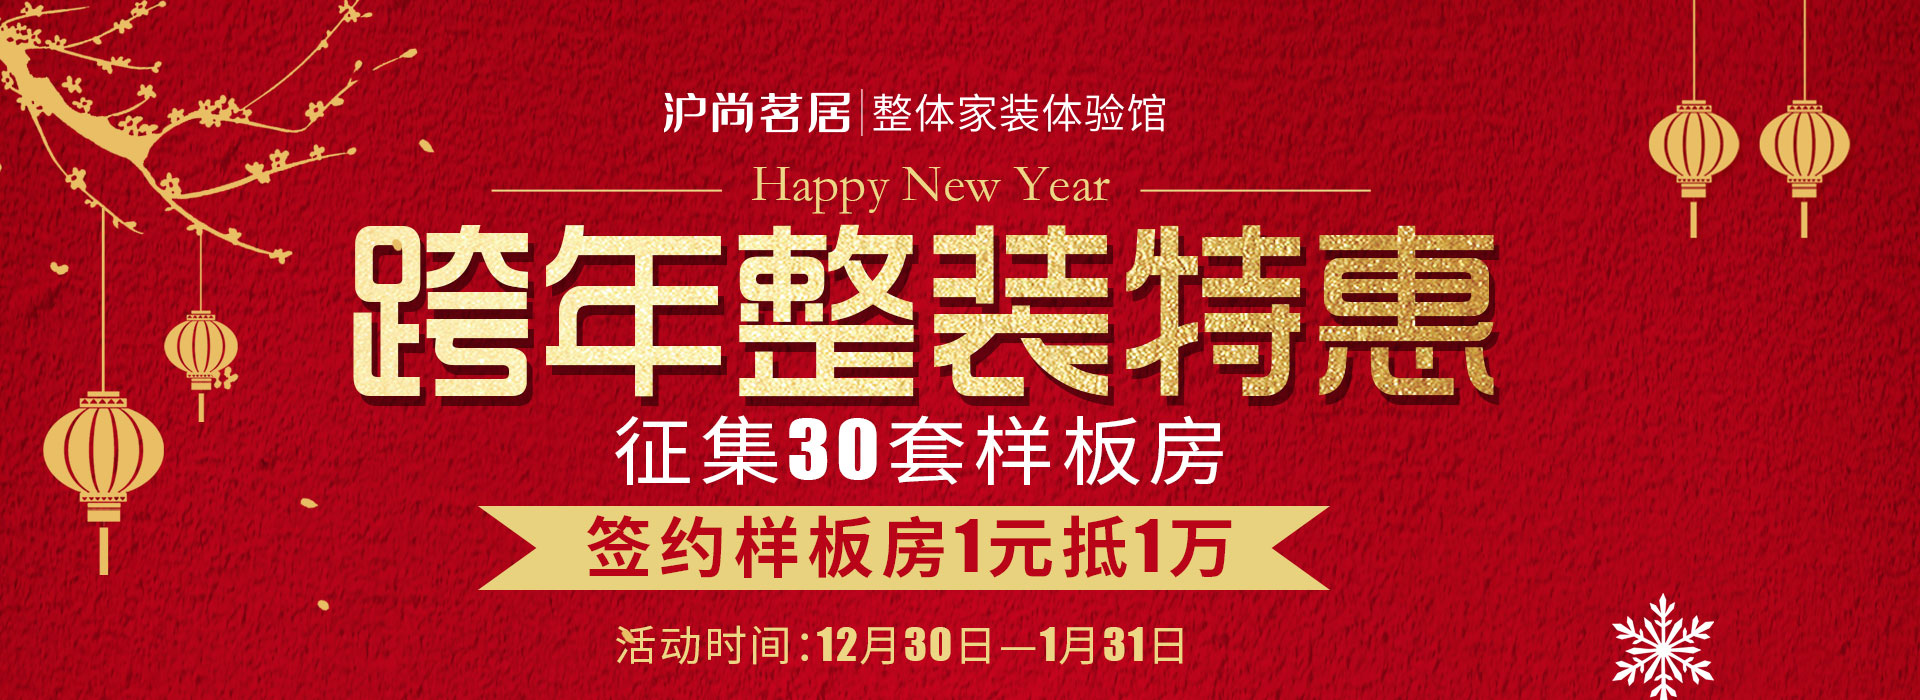 沪尚茗居|整体家装体验馆
Happy New Year
跨年整装特惠
征集30套样板房
签约样板房1元抵1万
活动时间:12月30日—1月31日